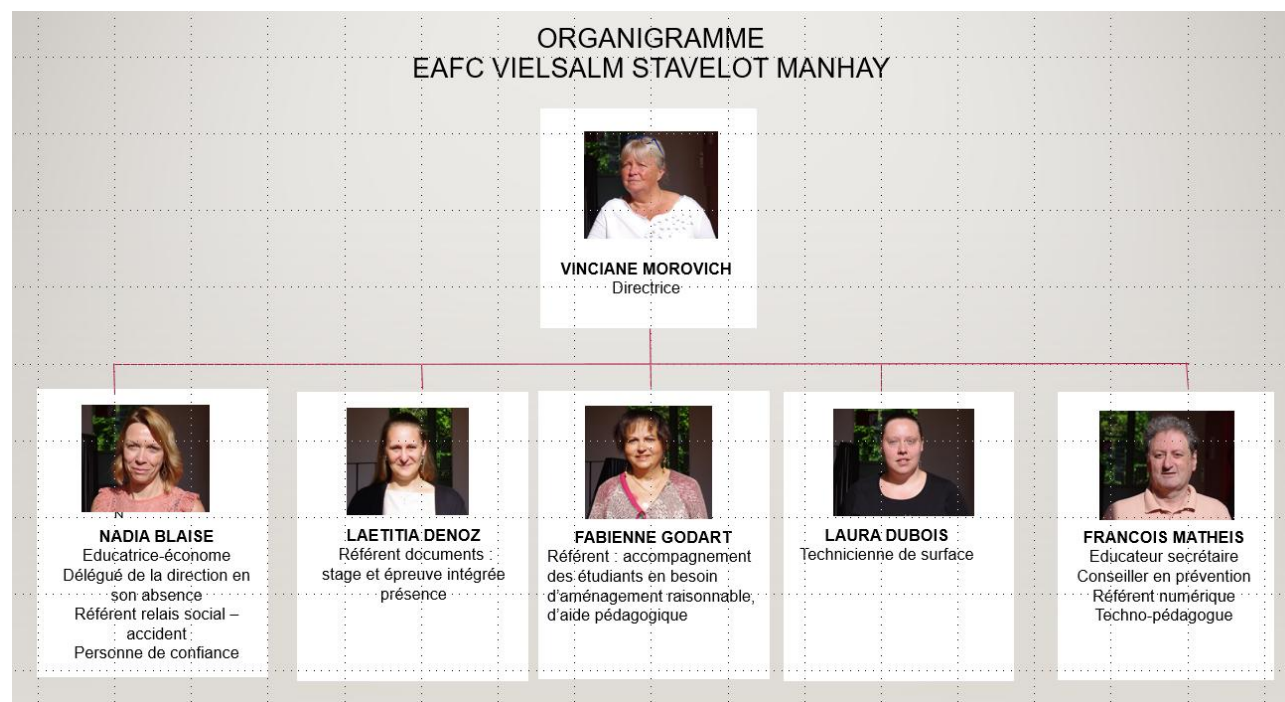 ORGANIGRAMME
EAFC VIELSALM STAVELOT MANHAY
VINCIANE MOROVICH
Directrice
N
NADIA BLAISE
Educatrice-économe
Délégué de la direction en
son absence
Référent relais social –
accident
Personne de confiance
LAETITIA DENOZ
Référent documents :
stage et épreuve intégrée
présence
FABIENNE GODART
Référent : accompagnement
des étudiants en besoin
d’aménagement raisonnable,
d’aide pédagogique
LAURA DUBOIS
Technicienne de surface
FRANCOIS MATHEIS
Educateur secrétaire
Conseiller en prévention
Référent numérique
Techno-pédagogue